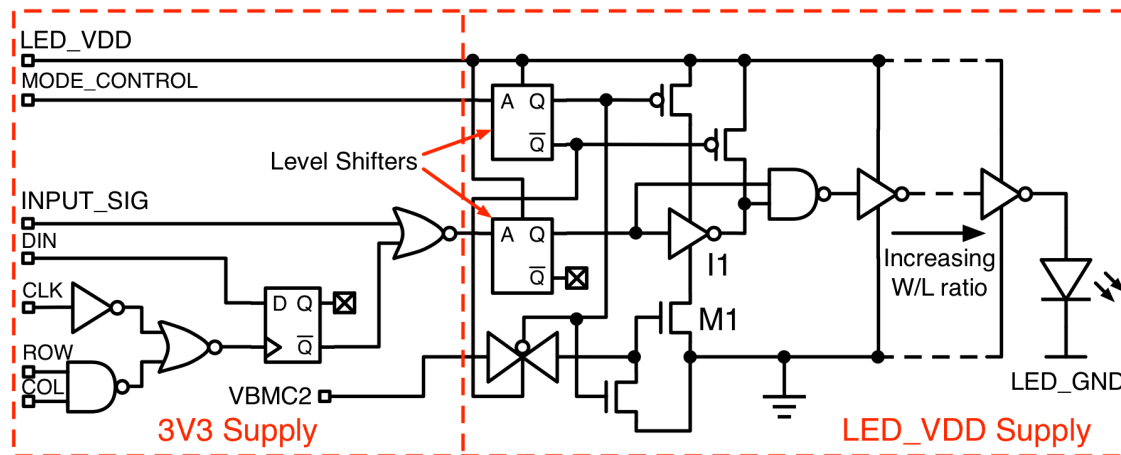 LED_VDD
MODE_CONTROL
A Q
Q
Level Shifters
INPUT_SIG
DIN
A Q
Q
I1
Increasing
W/L ratio
CLK
D Q
Q
M1
ROW
COL
VBMC2
LED_GND
3V3 Supply
LED_VDD Supply